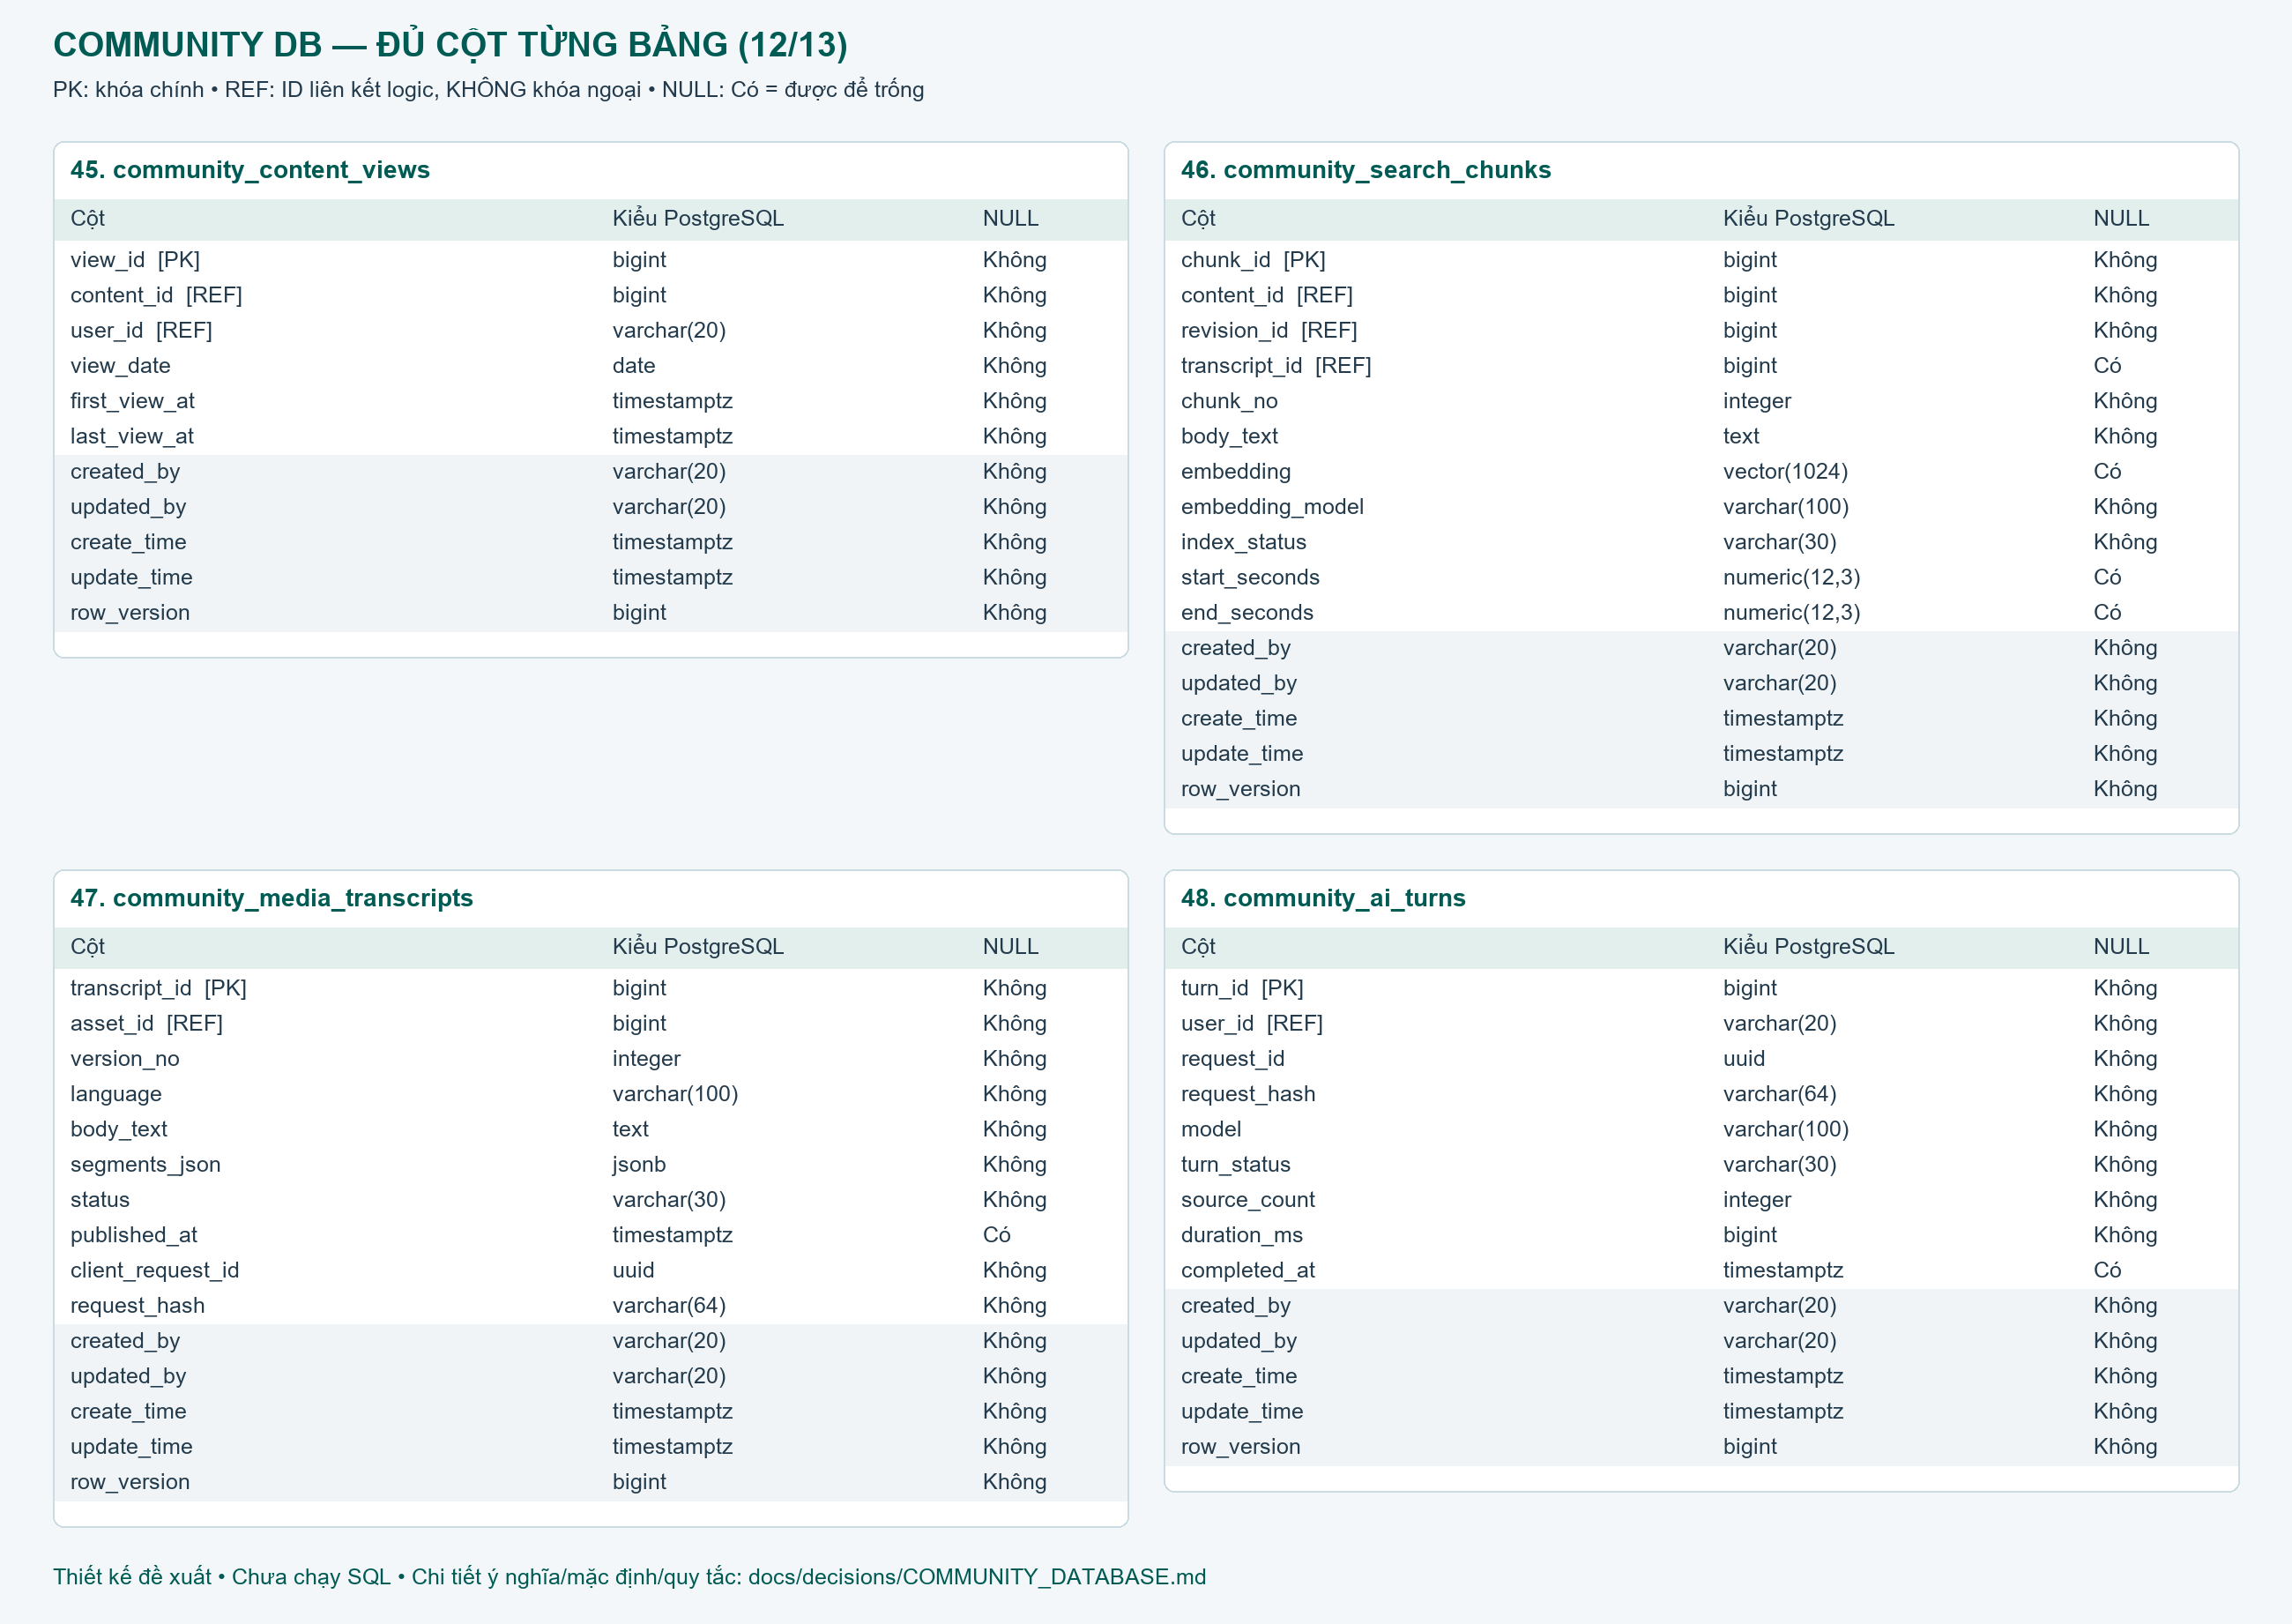 COMMUNITY DB — ĐỦ CỘT TỪNG BẢNG (12/13)
PK: khóa chính • REF: ID liên kết logic, KHÔNG khóa ngoại • NULL: Có = được để trống
45. community_content_views
Cột Kiểu PostgreSQL NULL
view_id [PK] bigint Không
content_id [REF] bigint Không
user_id [REF] varchar(20) Không
view_date date Không
first_view_at timestamptz Không
last_view_at timestamptz Không
created_by varchar(20) Không
updated_by varchar(20) Không
create_time timestamptz Không
update_time timestamptz Không
row_version bigint Không
46. community_search_chunks
Cột Kiểu PostgreSQL NULL
chunk_id [PK] bigint Không
content_id [REF] bigint Không
revision_id [REF] bigint Không
transcript_id [REF] bigint Có
chunk_no integer Không
body_text text Không
embedding vector(1024) Có
embedding_model varchar(100) Không
index_status varchar(30) Không
start_seconds numeric(12,3) Có
end_seconds numeric(12,3) Có
created_by varchar(20) Không
updated_by varchar(20) Không
create_time timestamptz Không
update_time timestamptz Không
row_version bigint Không
47. community_media_transcripts
Cột Kiểu PostgreSQL NULL
transcript_id [PK] bigint Không
asset_id [REF] bigint Không
version_no integer Không
language varchar(100) Không
body_text text Không
segments_json jsonb Không
status varchar(30) Không
published_at timestamptz Có
client_request_id uuid Không
request_hash varchar(64) Không
created_by varchar(20) Không
updated_by varchar(20) Không
create_time timestamptz Không
update_time timestamptz Không
row_version bigint Không
48. community_ai_turns
Cột Kiểu PostgreSQL NULL
turn_id [PK] bigint Không
user_id [REF] varchar(20) Không
request_id uuid Không
request_hash varchar(64) Không
model varchar(100) Không
turn_status varchar(30) Không
source_count integer Không
duration_ms bigint Không
completed_at timestamptz Có
created_by varchar(20) Không
updated_by varchar(20) Không
create_time timestamptz Không
update_time timestamptz Không
row_version bigint Không
Thiết kế đề xuất • Chưa chạy SQL • Chi tiết ý nghĩa/mặc định/quy tắc: docs/decisions/COMMUNITY_DATABASE.md